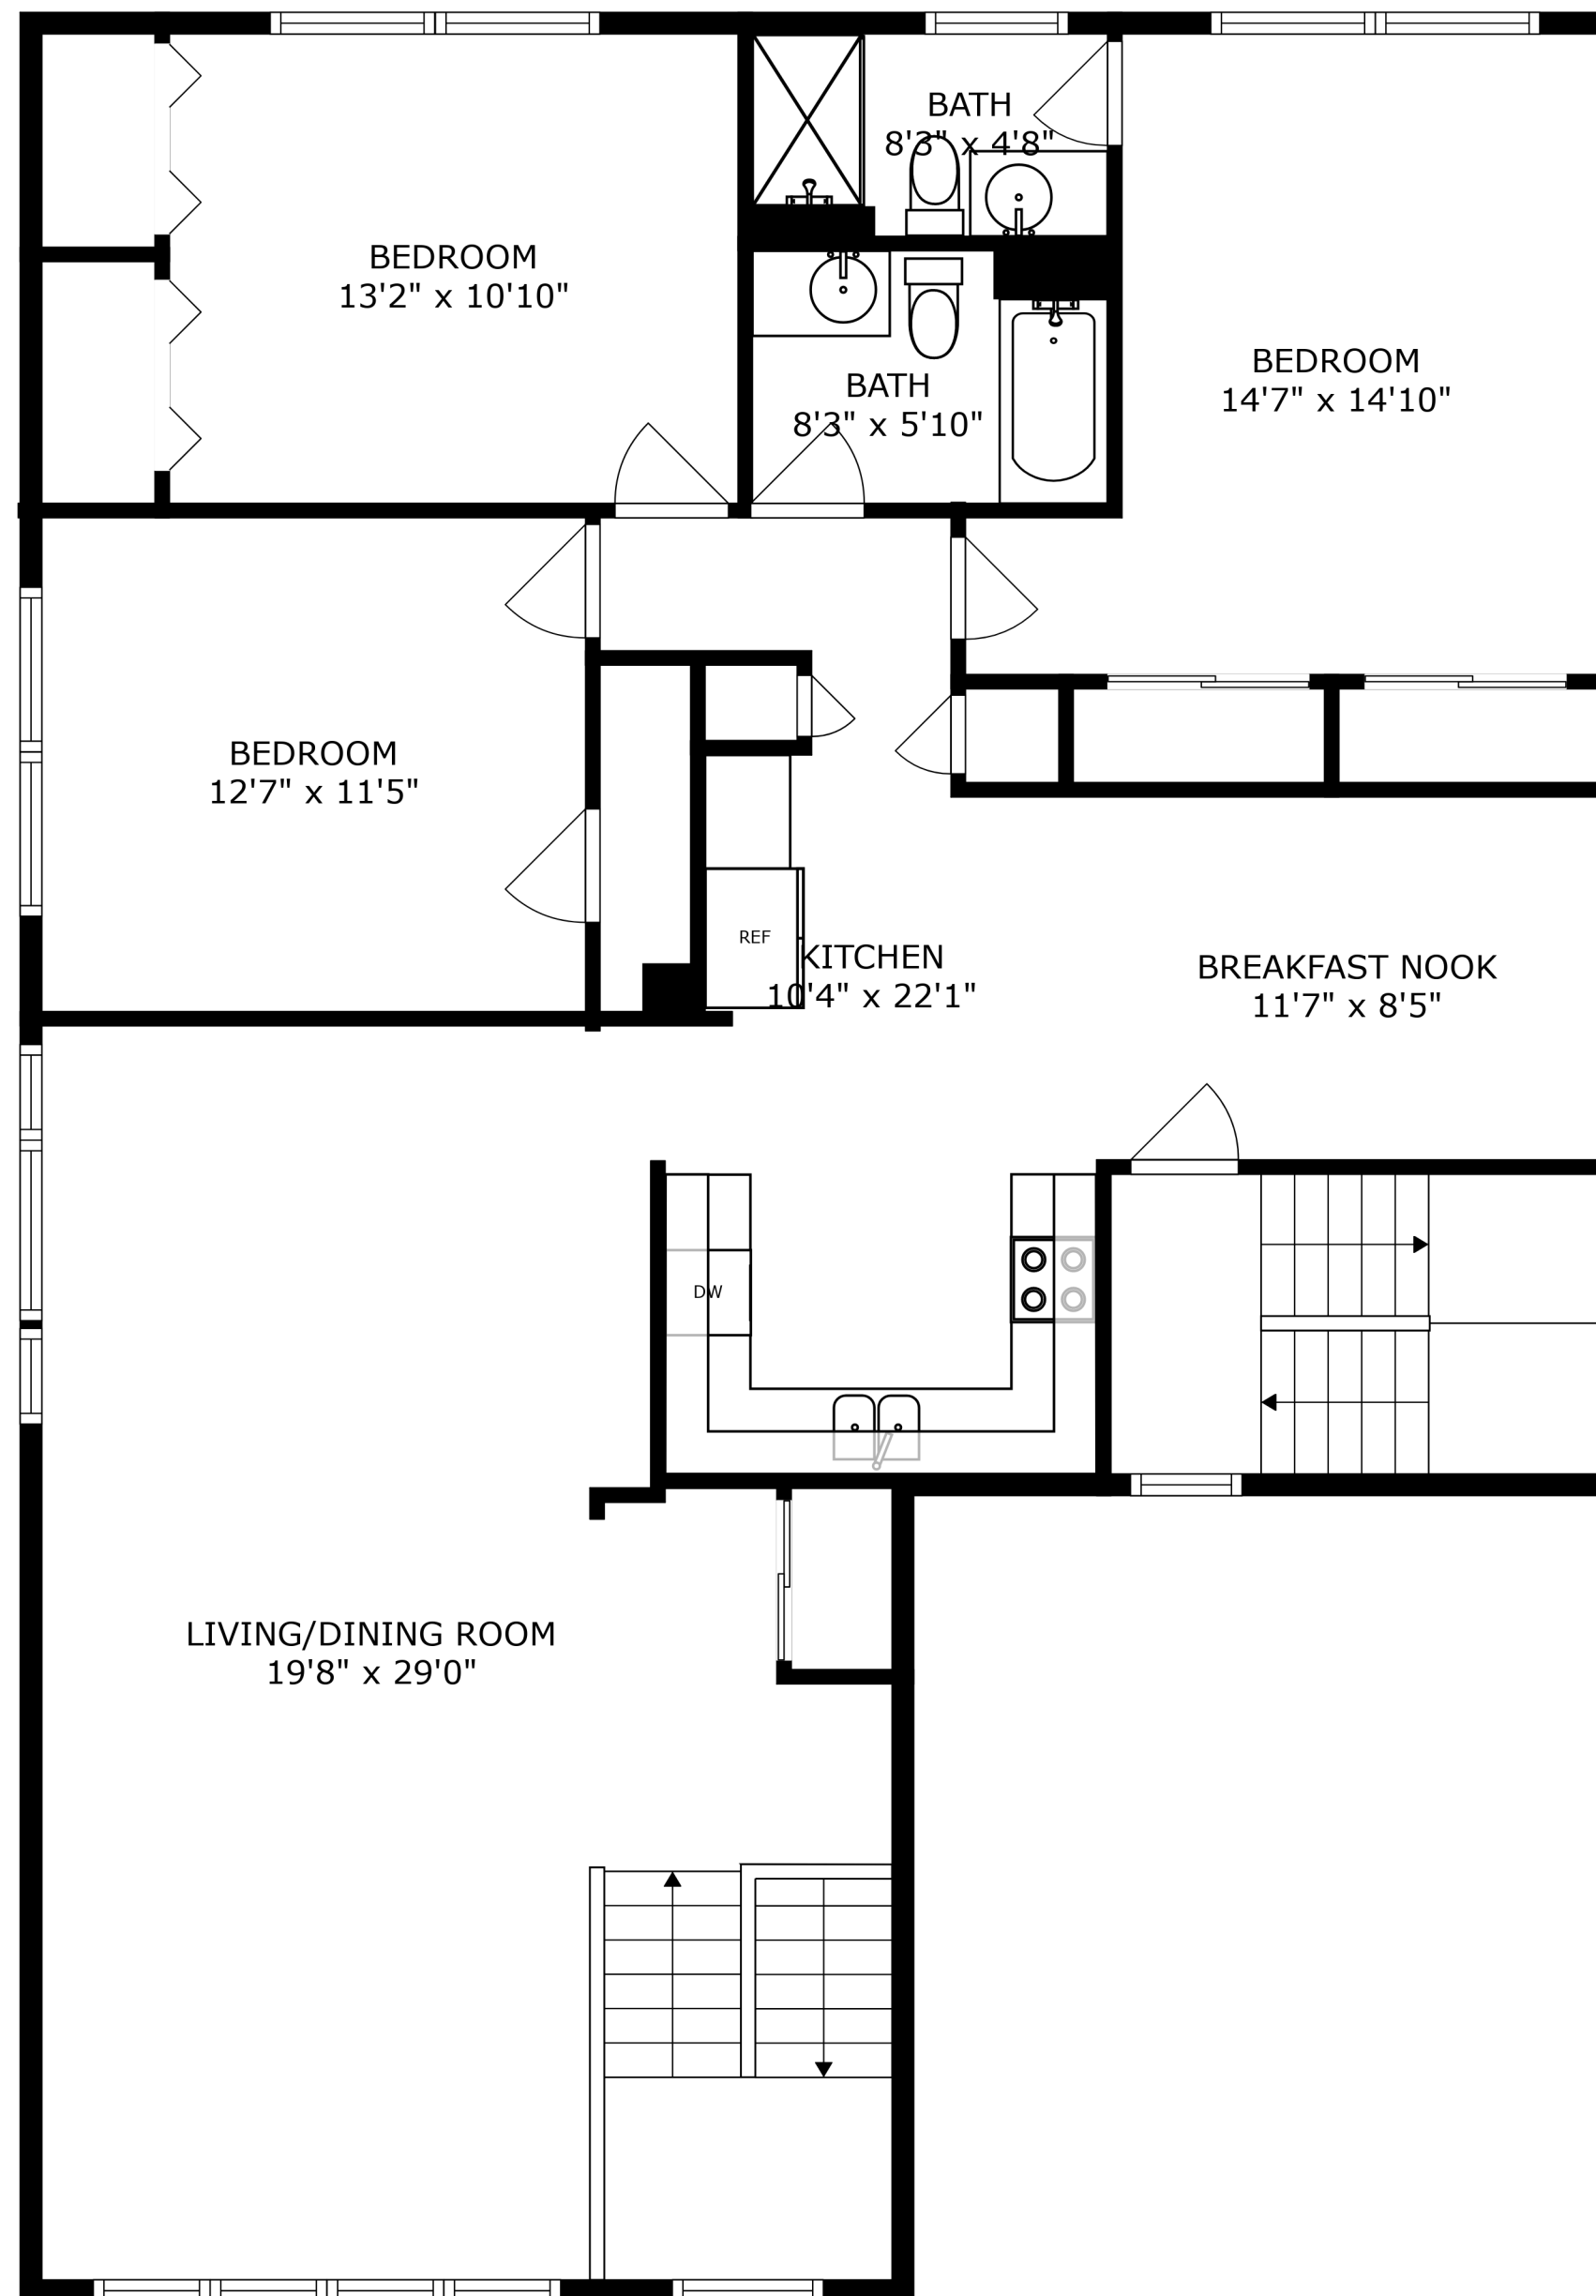 BATH
8'3" x 4'8"
BEDROOM
13'2" x 10'10"
BEDROOM
14'7" x 14'10"
BATH
8'3" x 5'10"
BEDROOM
12'7" x 11'5"
REF
KITCHEN
10'4" x 22'1"
BREAKFAST NOOK
11'7" x 8'5"
DW
LIVING/DINING ROOM
19'8" x 29'0"